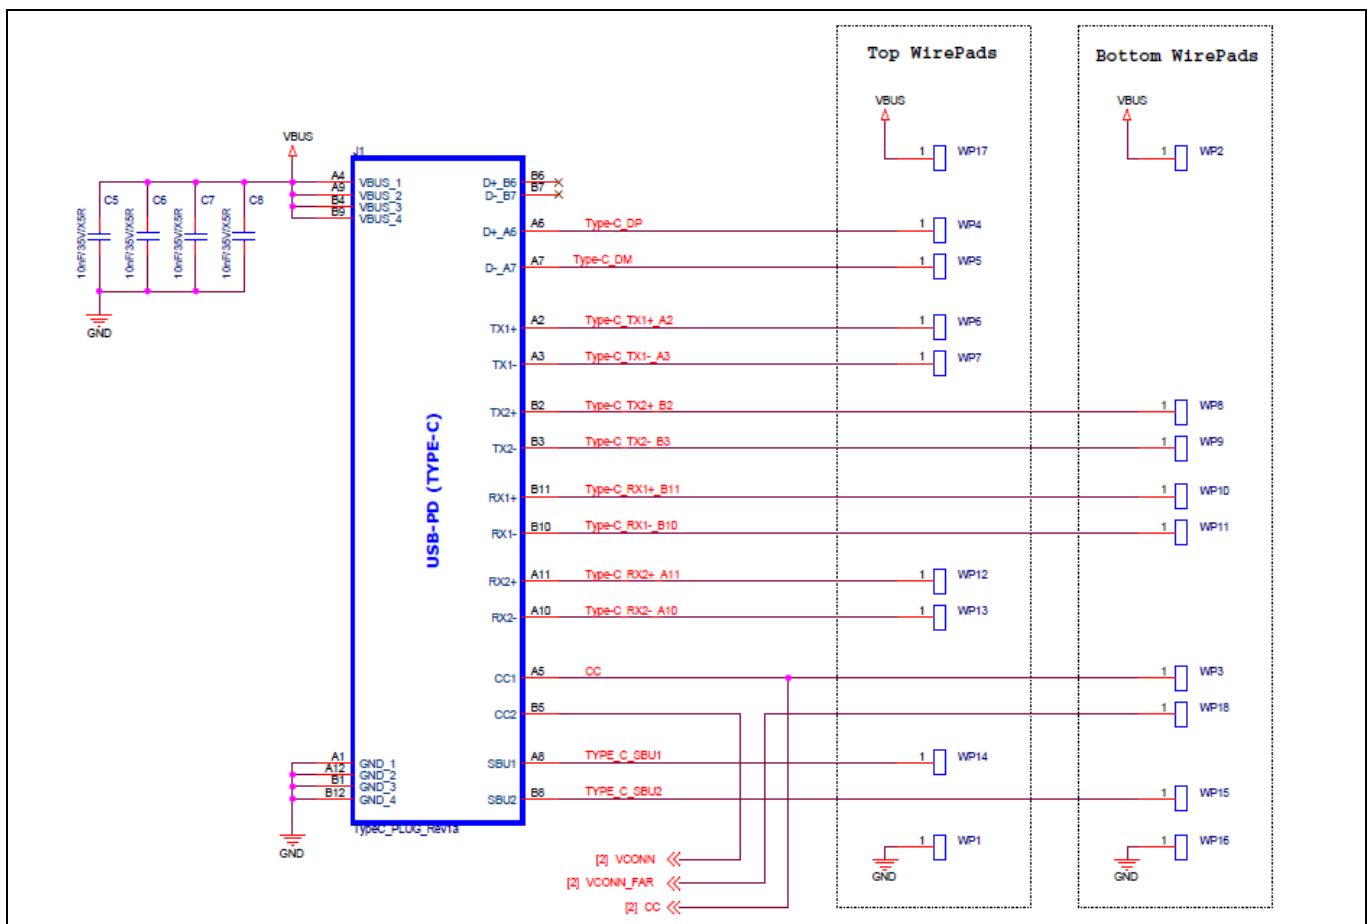 Top WirePads
Bottom WirePads
VBUS
VBUS
VBUS
1 WP17
1 WP2
J1
A4 VBUS_1
A9 VBUS_2
B4 VBUS_3
B9 VBUS_4
D+_B6 B6
D-_B7 B7
C5 C6 C7 C8
10nF/35V/X5R
10nF/35V/X5R
10nF/35V/X5R
10nF/35V/X5R
GND
D+_A6 A6 Type-C_DP 1 WP4
D-_A7 A7 Type-C_DM 1 WP5
TX1+ A2 Type-C_TX1+_A2 1 WP6
TX1- A3 Type-C_TX1-_A3 1 WP7
TX2+ B2 Type-C_TX2+_B2 1 WP8
TX2- B3 Type-C_TX2-_B3 1 WP9
USB-PD (TYPE-C)
RX1+ B11 Type-C_RX1+_B11 1 WP10
RX1- B10 Type-C_RX1-_B10 1 WP11
RX2+ A11 Type-C_RX2+_A11 1 WP12
RX2- A10 Type-C_RX2-_A10 1 WP13
CC1 A5 CC 1 WP3
CC2 B5 1 WP18
SBU1 A8 TYPE_C_SBU1 1 WP14
SBU2 B8 TYPE_C_SBU2 1 WP15
A1 GND_1
A12 GND_2
B1 GND_3
B12 GND_4
GND
TypeC_PLUG_Rev1a
1 WP1
GND
1 WP16
GND
[2] VCONN
[2] VCONN_FAR
[2] CC